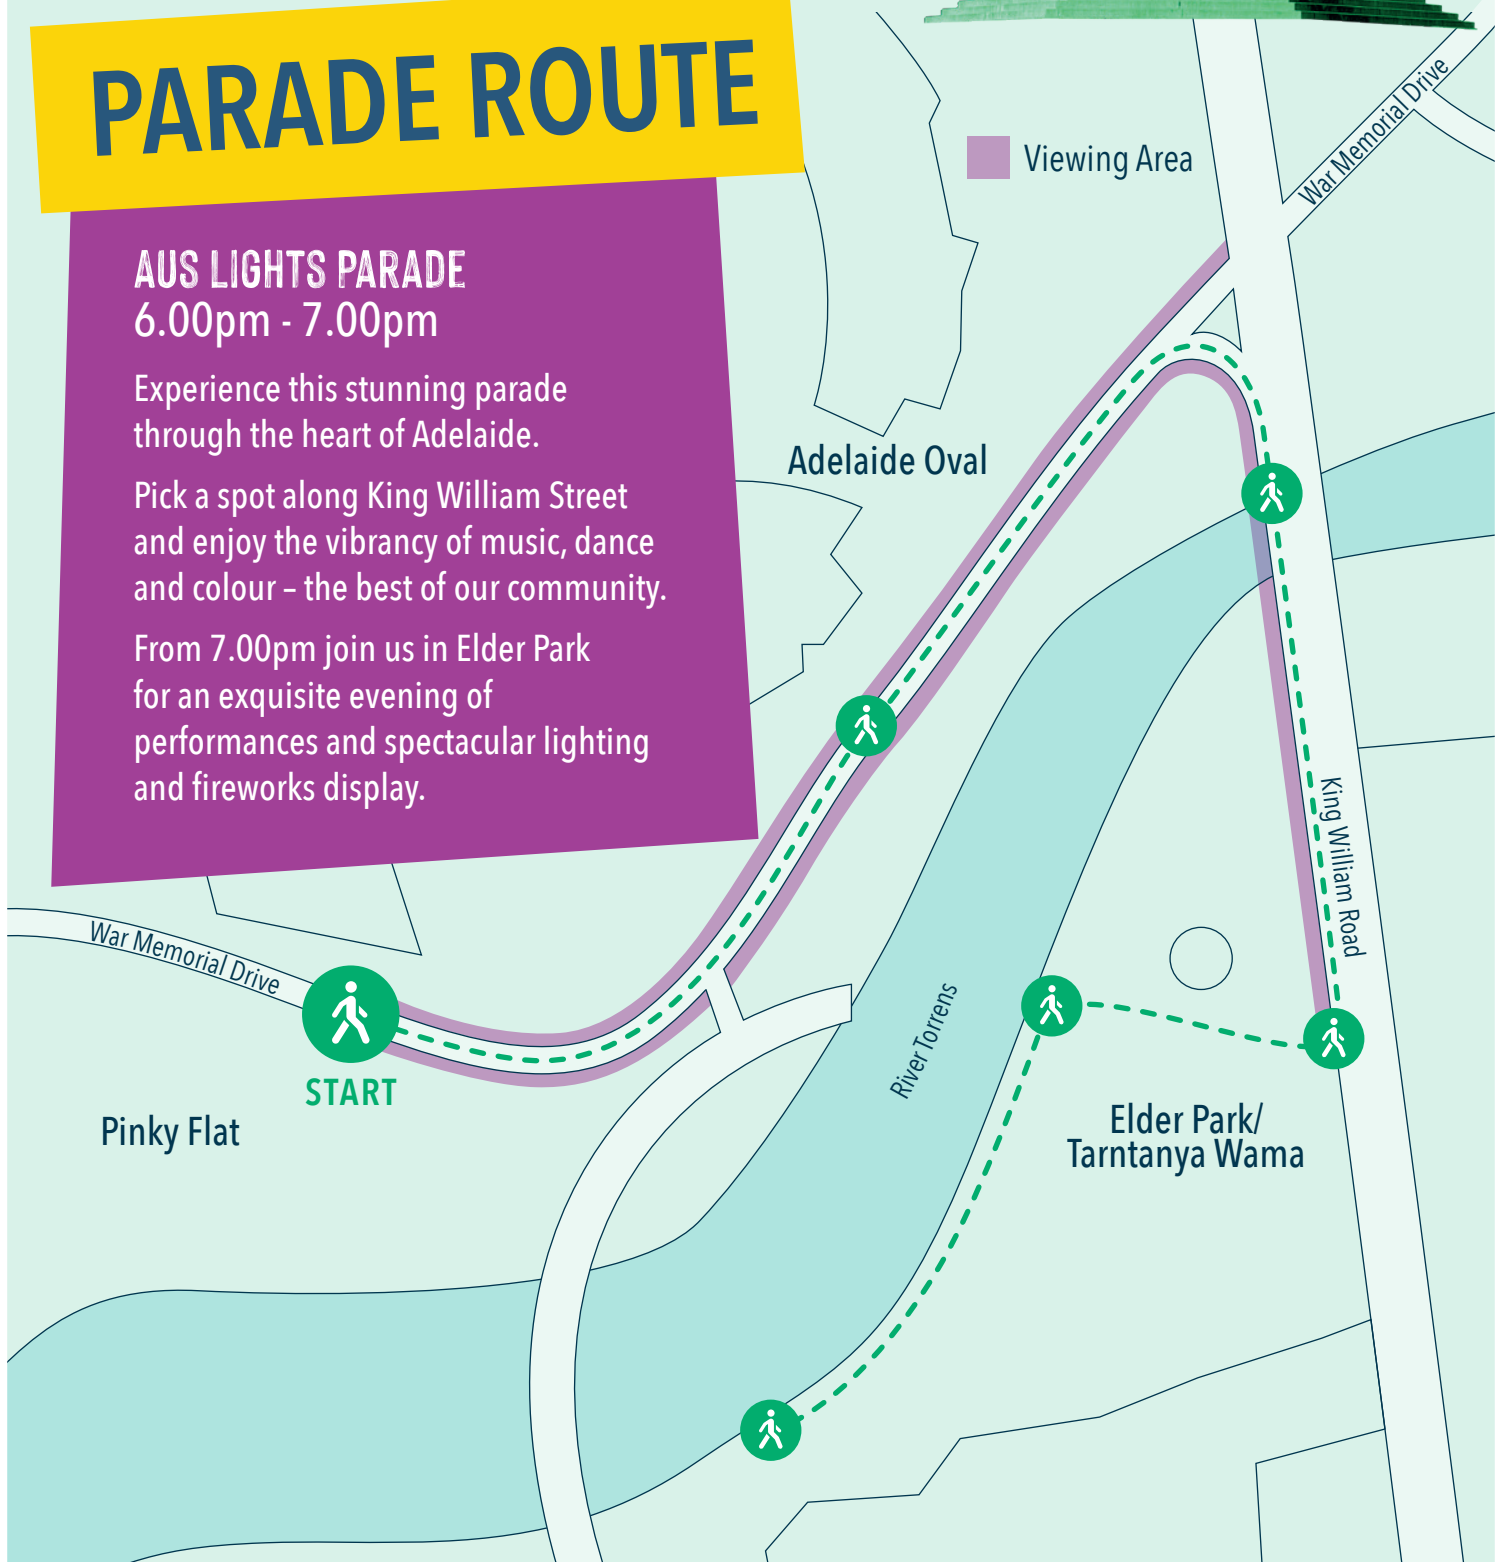 PARADE ROUTE
AUS LIGHTS PARADE
6.00pm - 7.00pm
Experience this stunning parade
through the heart of Adelaide.
Pick a spot along King William Street
and enjoy the vibrancy of music, dance
and colour – the best of our community.
From 7.00pm join us in Elder Park
for an exquisite evening of
performances and spectacular lighting
and fireworks display.
Viewing Area
War Memorial Drive
Adelaide Oval
King William Road
War Memorial Drive
START
Pinky Flat
River Torrens
Elder Park/
Tarntanya Wama